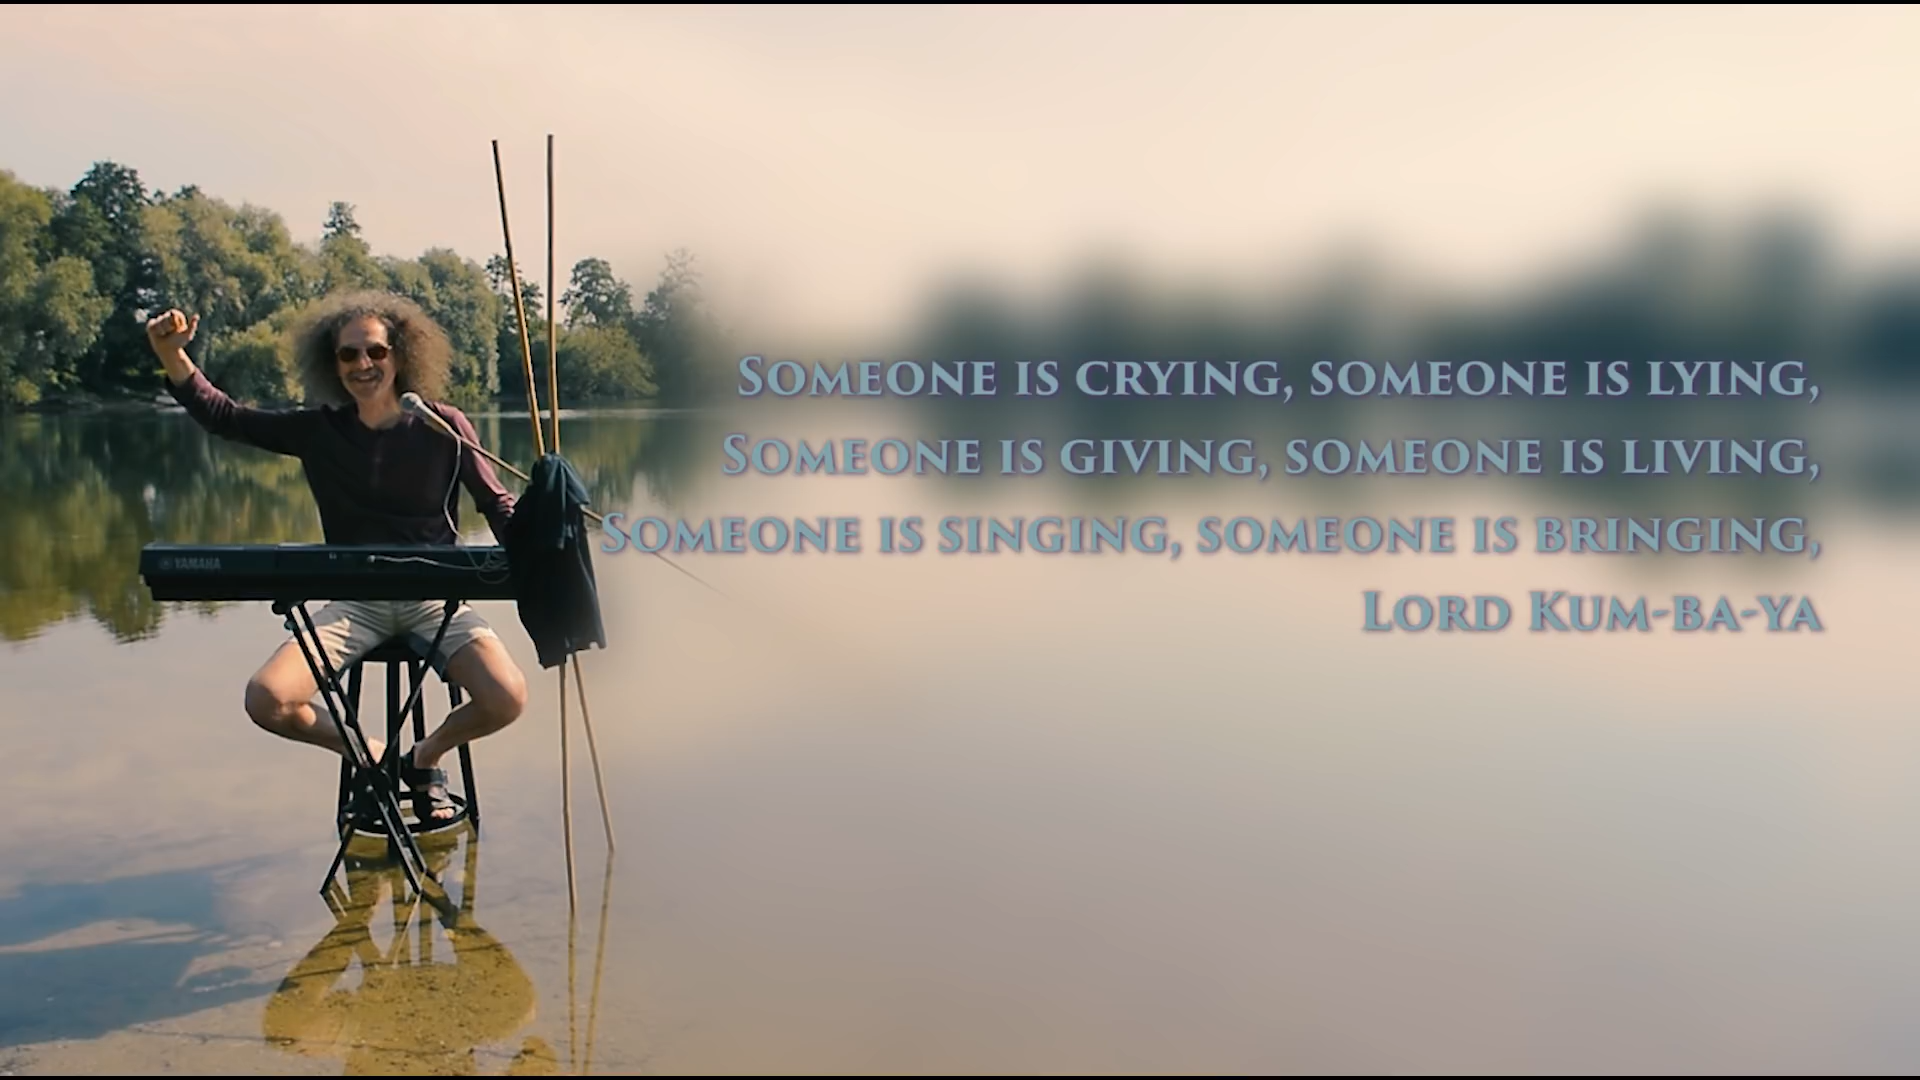 Someone is crying, someone is lying,
Someone is giving, someone is living,
Someone is singing, someone is bringing,
Lord Kum-ba-ya
YAMAHA